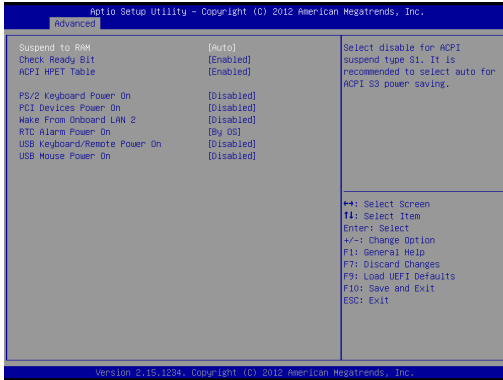 Aptio Setup Utility - Copyright (C) 2012 American Megatrends, Inc.
Advanced
Suspend to RAM [Auto]
Check Ready Bit [Enabled]
ACPI HPET Table [Enabled]
PS/2 Keyboard Power On [Disabled]
PCI Devices Power On [Disabled]
Wake From Onboard LAN 2 [Disabled]
RTC Alarm Power On [By OS]
USB Keyboard/Remote Power On [Disabled]
USB Mouse Power On [Disabled]
Select disable for ACPI
suspend type S1. It is
recommended to select auto for
ACPI S3 power saving.
↔: Select Screen
↑↓: Select Item
Enter: Select
+/-: Change Option
F1: General Help
F7: Discard Changes
F9: Load UEFI Defaults
F10: Save and Exit
ESC: Exit
Version 2.15.1234. Copyright (C) 2012 American Megatrends, Inc.